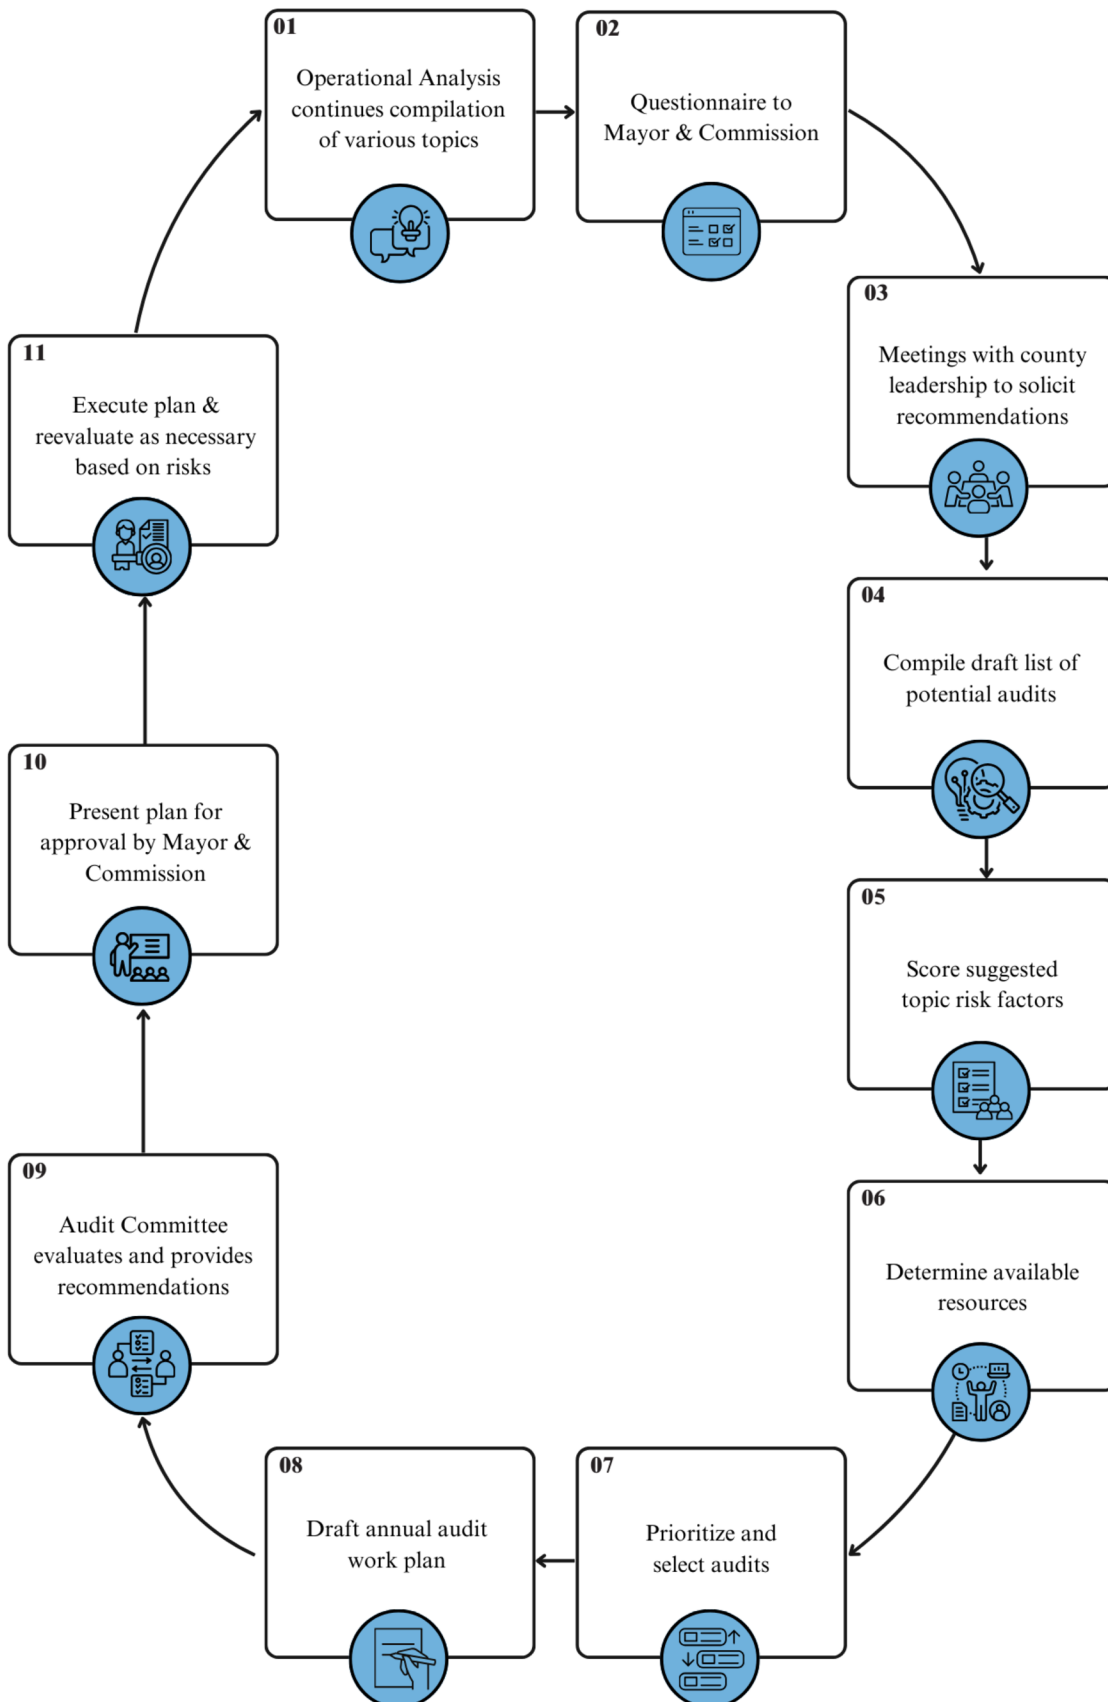 01
Operational Analysis
continues compilation
of various topics
02
Questionnaire to
Mayor & Commission
03
Meetings with county
leadership to solicit
recommendations
04
Compile draft list of
potential audits
05
Score suggested
topic risk factors
06
Determine available
resources
07
Prioritize and
select audits
08
Draft annual audit
work plan
09
Audit Committee
evaluates and provides
recommendations
10
Present plan for
approval by Mayor &
Commission
11
Execute plan &
reevaluate as necessary
based on risks